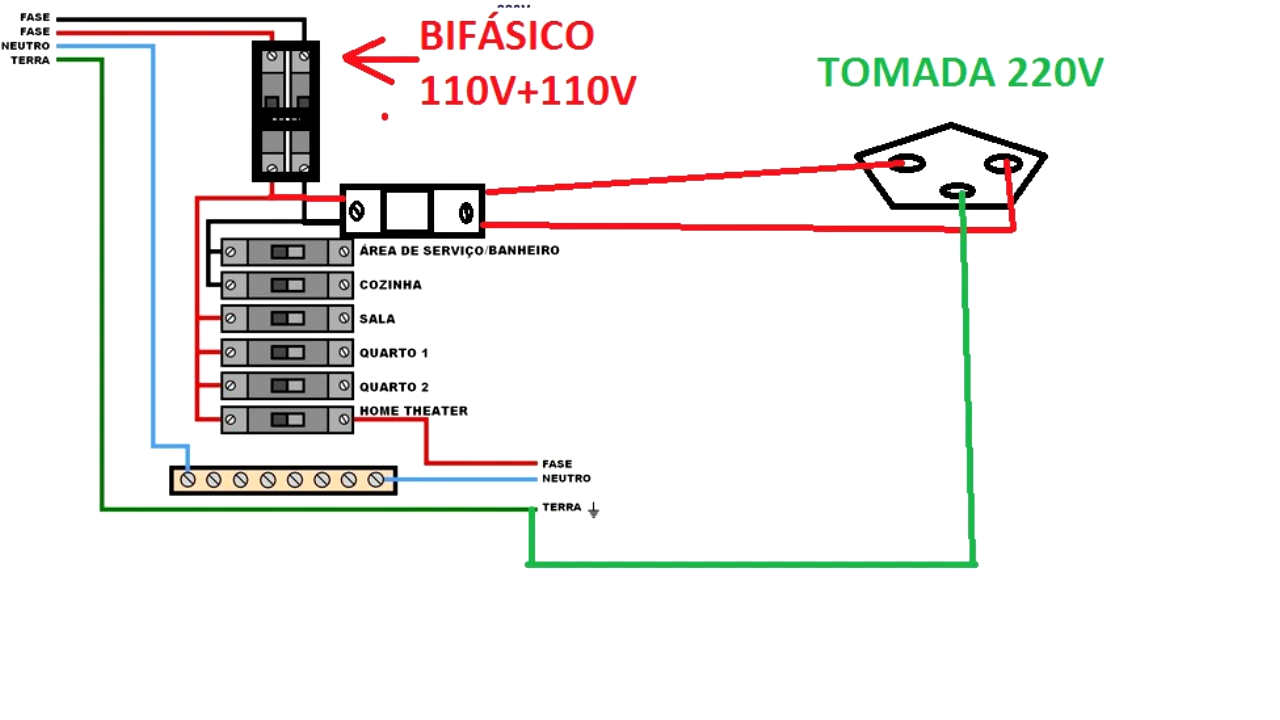 FASE
FASE
NEUTRO
TERRA
BIFÁSICO
110V+110V
TOMADA 220V
ÁREA DE SERVIÇO/BANHEIRO
COZINHA
SALA
QUARTO 1
QUARTO 2
HOME THEATER
FASE
NEUTRO
TERRA